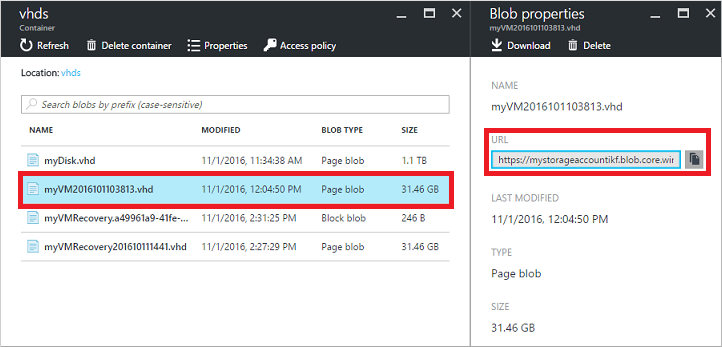 vhds
Container
Refresh Delete container Properties Access policy
Location: vhds
Search blobs by prefix (case-sensitive)
NAME MODIFIED BLOB TYPE SIZE
myDisk.vhd 11/1/2016, 11:34:38 AM Page blob 1.1 TB
myVM2016101103813.vhd 11/1/2016, 12:04:50 PM Page blob 31.46 GB
myVMRecovery.a49961a9-41fe-... 11/1/2016, 2:31:25 PM Block blob 246 B
myVMRecovery201610111441.vhd 11/1/2016, 2:27:29 PM Page blob 31.46 GB
Blob properties
myVM2016101103813.vhd
Download Delete
NAME
myVM2016101103813.vhd
URL
https://mystorageaccountikf.blob.core.wii
LAST MODIFIED
11/1/2016, 12:04:50 PM
TYPE
Page blob
SIZE
31.46 GB